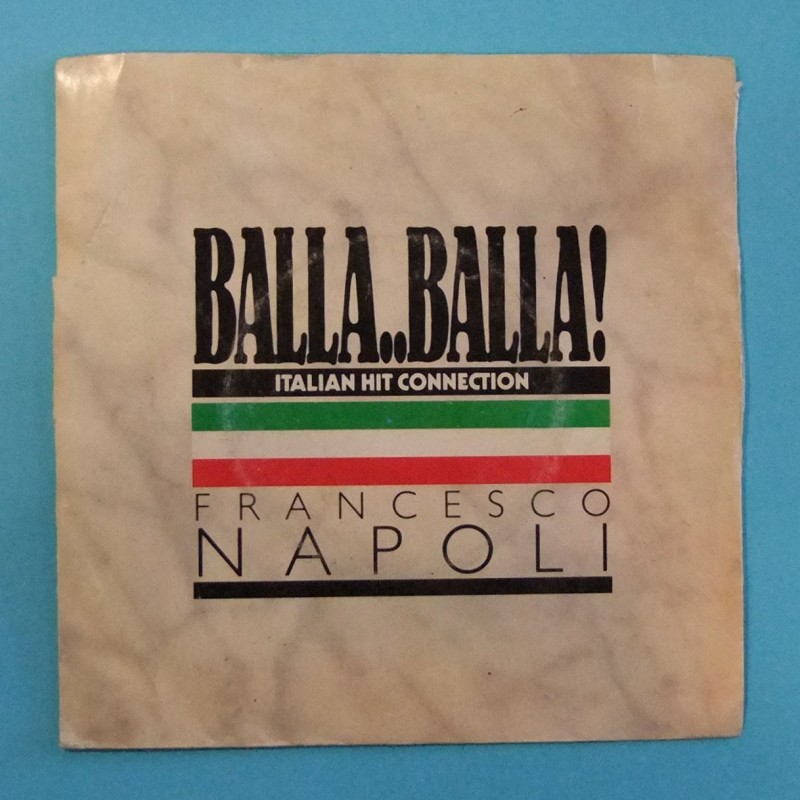 BALLA..BALLA!
ITALIAN HIT CONNECTION
FRANCESCO
NAPOLI